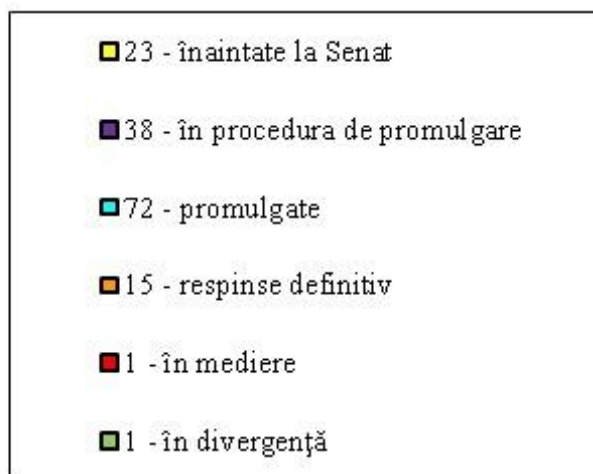 23 - înaintate la Senat
38 - în procedura de promulgare
72 - promulgate
15 - respinse definitiv
1 - în mediere
1 - în divergenţă